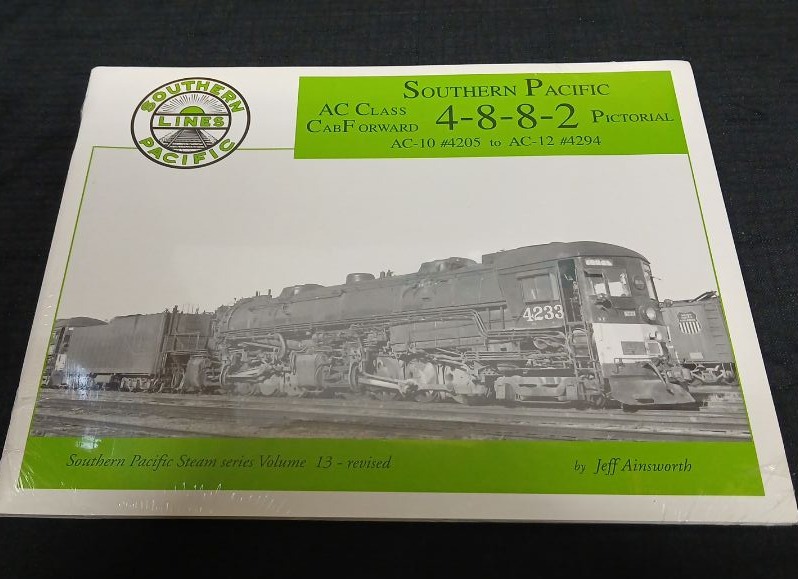 SOUTHERN
LINES
PACIFIC
SOUTHERN PACIFIC
AC CLASS
CABFORWARD
4-8-8-2
PICTORIAL
AC-10 #4205 to AC-12 #4294
4233
Southern Pacific Steam series Volume 13 - revised
by Jeff Ainsworth